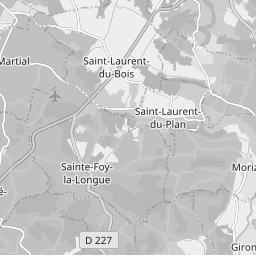 Saint-Laurent-
du-Bois
Martial
Saint-Laurent-
du-Plan
Sainte-Foy-
la-Longue
Moriz
D 227
Giron